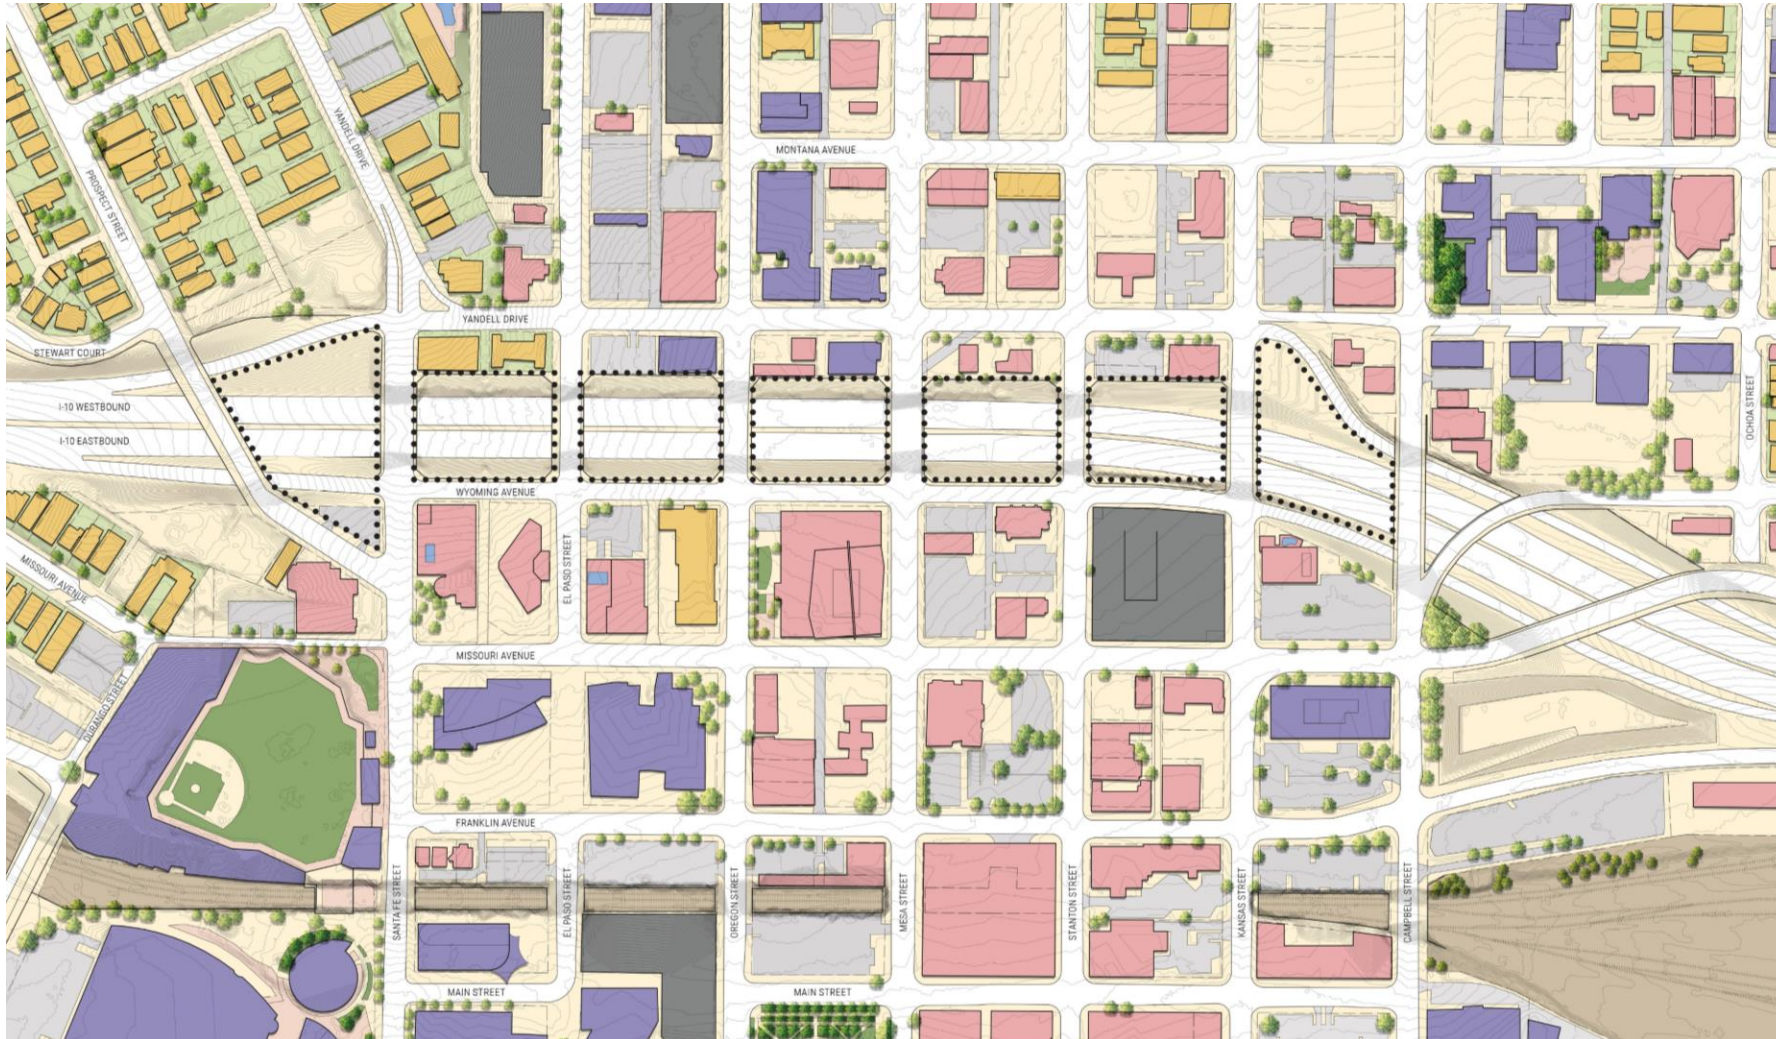 MONTANA AVENUE
YANDELL DRIVE
PROSPECT STREET
YANDELL DRIVE
STEWART COURT
I-10 WESTBOUND
I-10 EASTBOUND
OCHOA STREET
WYOMING AVENUE
EL PASO STREET
MISSOURI AVENUE
MISSOURI AVENUE
DURANGO STREET
FRANKLIN AVENUE
SANTA FE STREET
EL PASO STREET
OREGON STREET
MESA STREET
STANTON STREET
KANSAS STREET
CAMPBELL STREET
MAIN STREET
MAIN STREET